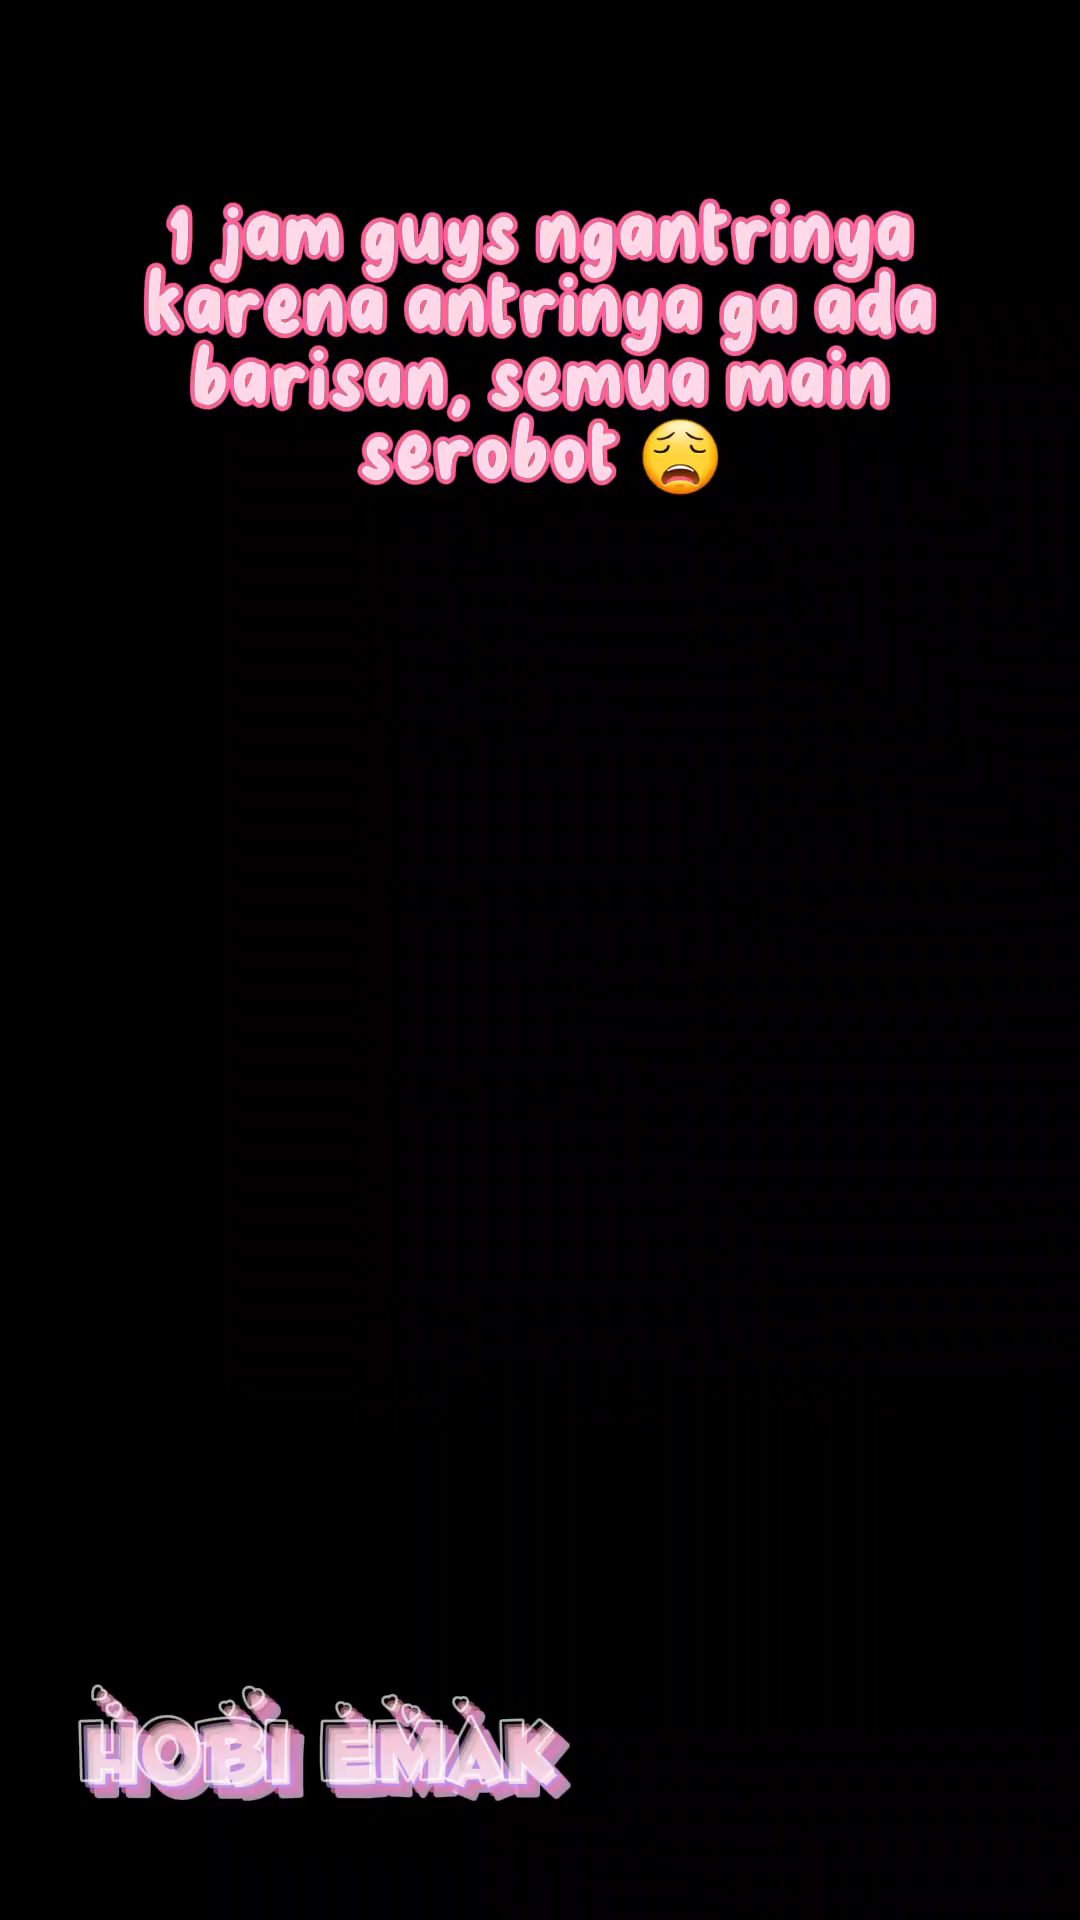 1 jam guys ngantrinya
karena antrinya ga ada
barisan, semua main
serobot 😩
HOBI EMAK